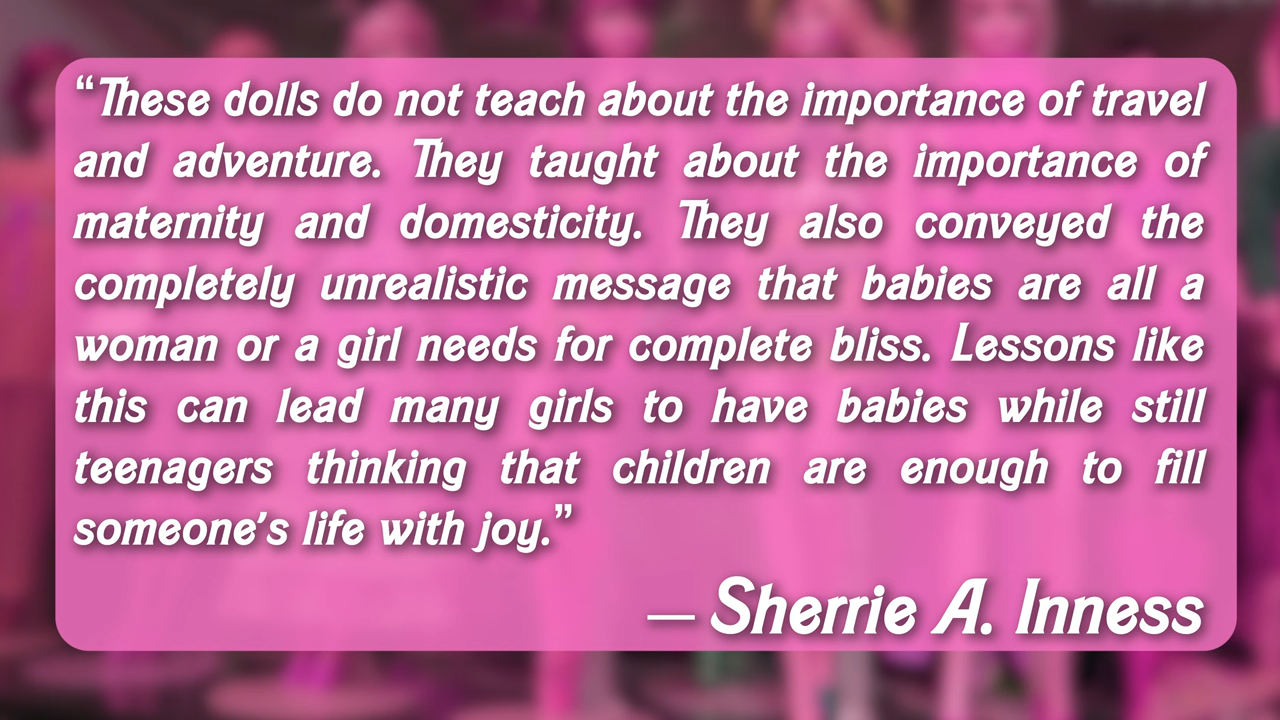 “These dolls do not teach about the importance of travel
and adventure. They taught about the importance of
maternity and domesticity. They also conveyed the
completely unrealistic message that babies are all a
woman or a girl needs for complete bliss. Lessons like
this can lead many girls to have babies while still
teenagers thinking that children are enough to fill
someone’s life with joy.”
— Sherrie A. Inness